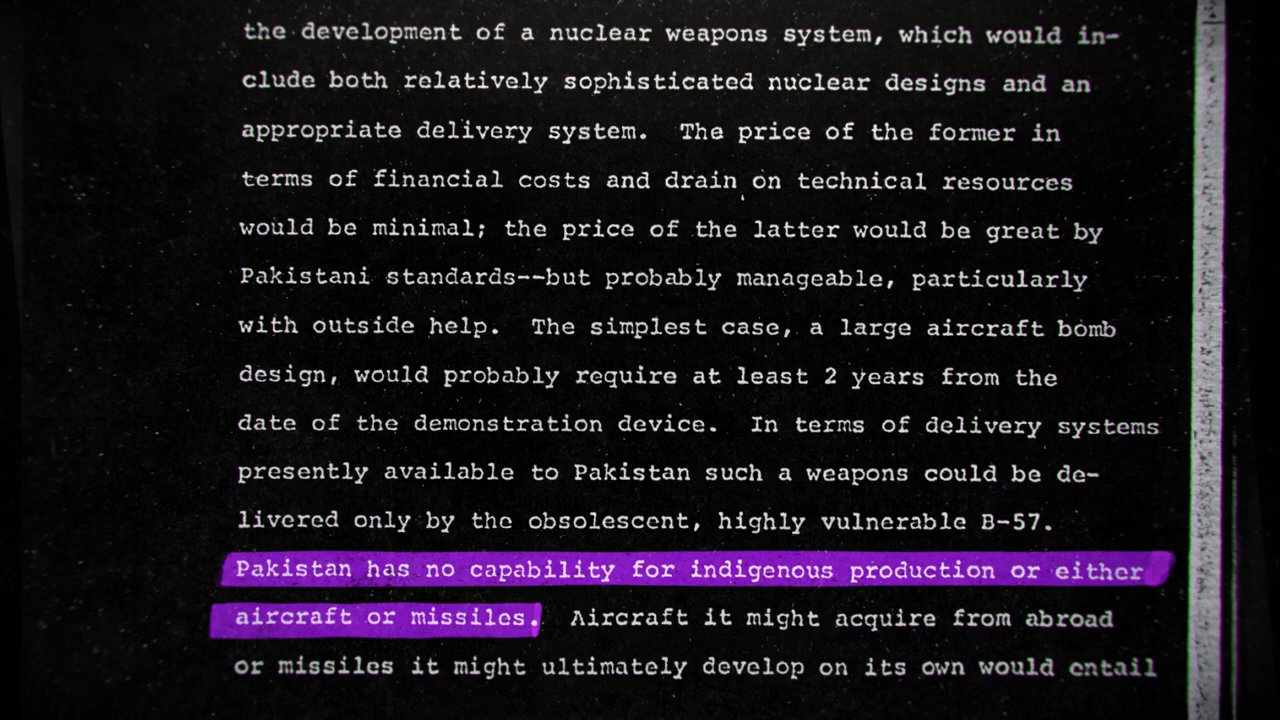 the development of a nuclear weapons system, which would in-
clude both relatively sophisticated nuclear designs and an
appropriate delivery system. The price of the former in
terms of financial costs and drain on technical resources
would be minimal; the price of the latter would be great by
Pakistani standards--but probably manageable, particularly
with outside help. The simplest case, a large aircraft bomb
design, would probably require at least 2 years from the
date of the demonstration device. In terms of delivery systems
presently available to Pakistan such a weapons could be de-
livered only by the obsolescent, highly vulnerable B-57.
Pakistan has no capability for indigenous production or either
aircraft or missiles. Aircraft it might acquire from abroad
or missiles it might ultimately develop on its own would entail